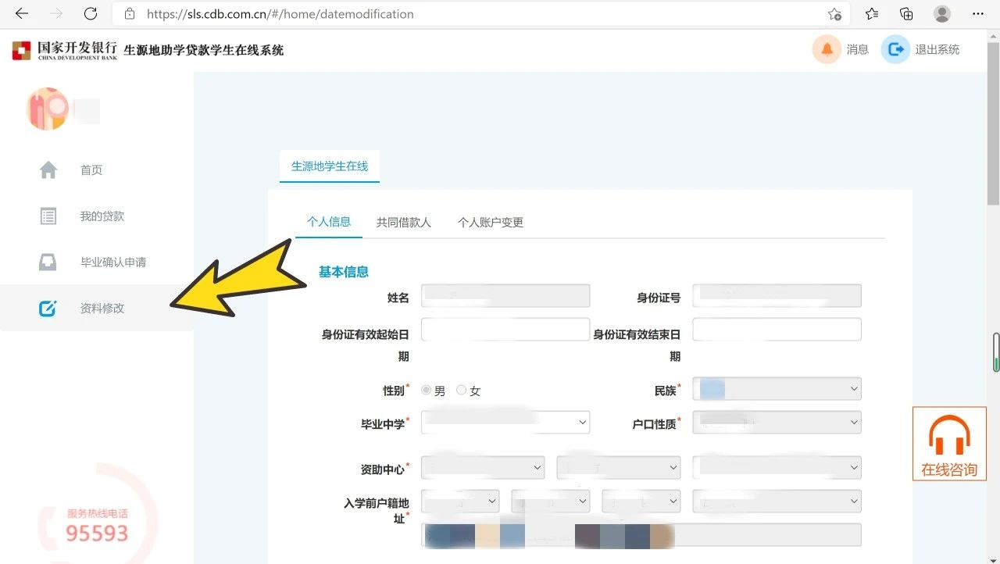 https://sls.cdb.com.cn/#/home/datemodification
国家开发银行 生源地助学贷款学生在线系统
CHINA DEVELOPMENT BANK
消息 退出系统
首页
我的贷款
毕业确认申请
资料修改
服务热线电话
95593
生源地学生在线
个人信息 共同借款人 个人账户变更
基本信息
姓名 身份证号
身份证有效起始日期 身份证有效结束日期
性别* 男 女 民族*
毕业中学* 户口性质*
资助中心*
入学前户籍地址*
在线咨询